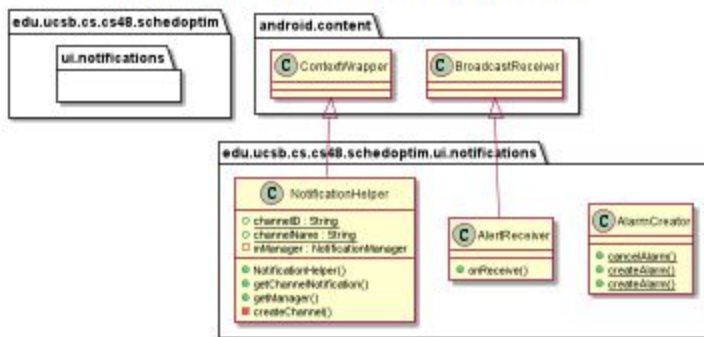 edu.ucsb.cs.cs48.schedoptim
ui.notifications
android.content
C ContextWrapper
C BroadcastReceiver
edu.ucsb.cs.cs48.schedoptim.ui.notifications
C NotificationHelper
channelID : String
channelName : String
mManager : NotificationManager
NotificationHelper()
getChannelNotification()
getManager()
createChannel()
C AlertReceiver
onReceive()
C AlarmCreator
cancelAlarm()
createAlarm()
createAlarm()